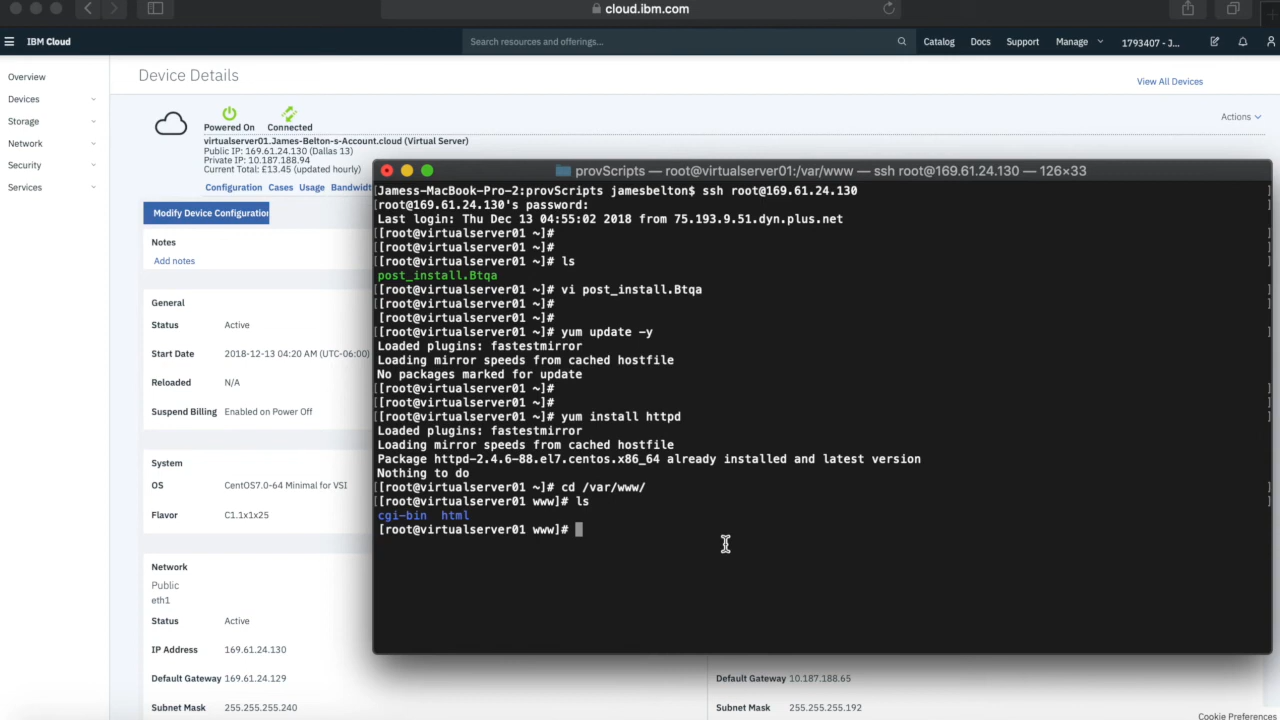 cloud.ibm.com
IBM Cloud
Search resources and offerings...
Catalog
Docs
Support
Manage
1793407 - J...
Overview
Devices
Storage
Network
Security
Services
Device Details
View All Devices
Actions
Powered On
Connected
virtualserver01.James-Belton-s-Account.cloud (Virtual Server)
Public IP: 169.61.24.130 (Dallas 13)
Private IP: 10.187.188.94
Current Total: £13.45 (updated hourly)
Configuration Cases Usage Bandwidt
Modify Device Configuration
Notes
Add notes
General
Status Active
Start Date 2018-12-13 04:20 AM (UTC-06:00)
Reloaded N/A
Suspend Billing Enabled on Power Off
System
OS CentOS7.0-64 Minimal for VSI
Flavor C1.1x1x25
Network
Public
eth1
Status Active
IP Address 169.61.24.130
Default Gateway 169.61.24.129
Subnet Mask 255.255.255.240
provScripts — root@virtualserver01:/var/www — ssh root@169.61.24.130 — 126×33
[Jamess-MacBook-Pro-2:provScripts jamesbelton$ ssh root@169.61.24.130 ]
[root@169.61.24.130's password: ]
Last login: Thu Dec 13 04:55:02 2018 from 75.193.9.51.dyn.plus.net
[[root@virtualserver01 ~]# ]
[[root@virtualserver01 ~]# ]
[[root@virtualserver01 ~]# ls ]
post_install.Btqa
[[root@virtualserver01 ~]# vi post_install.Btqa ]
[[root@virtualserver01 ~]# ]
[[root@virtualserver01 ~]# ]
[[root@virtualserver01 ~]# yum update -y ]
Loaded plugins: fastestmirror
Loading mirror speeds from cached hostfile
No packages marked for update
[[root@virtualserver01 ~]# ]
[[root@virtualserver01 ~]# ]
[[root@virtualserver01 ~]# yum install httpd ]
Loaded plugins: fastestmirror
Loading mirror speeds from cached hostfile
Package httpd-2.4.6-88.el7.centos.x86_64 already installed and latest version
Nothing to do
[[root@virtualserver01 ~]# cd /var/www/ ]
[[root@virtualserver01 www]# ls ]
cgi-bin html
[root@virtualserver01 www]#
Default Gateway 10.187.188.65
Subnet Mask 255.255.255.192
Cookie Preferences